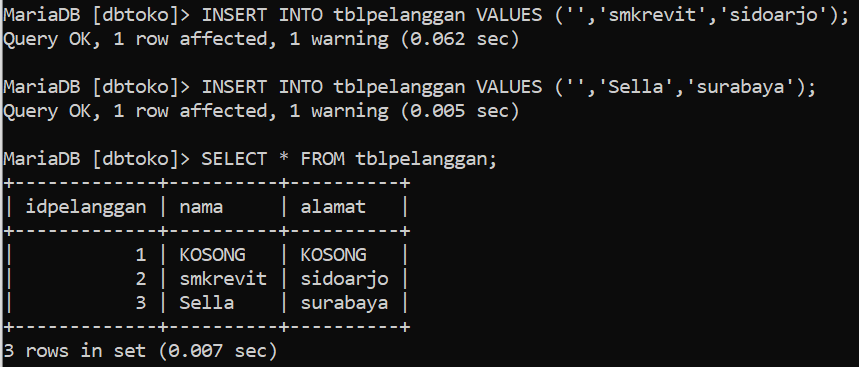 MariaDB [dbtoko]> INSERT INTO tblpelanggan VALUES ('','smkrevit','sidoarjo');
Query OK, 1 row affected, 1 warning (0.062 sec)
MariaDB [dbtoko]> INSERT INTO tblpelanggan VALUES ('','Sella','surabaya');
Query OK, 1 row affected, 1 warning (0.005 sec)
MariaDB [dbtoko]> SELECT * FROM tblpelanggan;
+-------------+----------+----------+
| idpelanggan | nama     | alamat   |
+-------------+----------+----------+
|           1 | KOSONG   | KOSONG   |
|           2 | smkrevit | sidoarjo |
|           3 | Sella    | surabaya |
+-------------+----------+----------+
3 rows in set (0.007 sec)